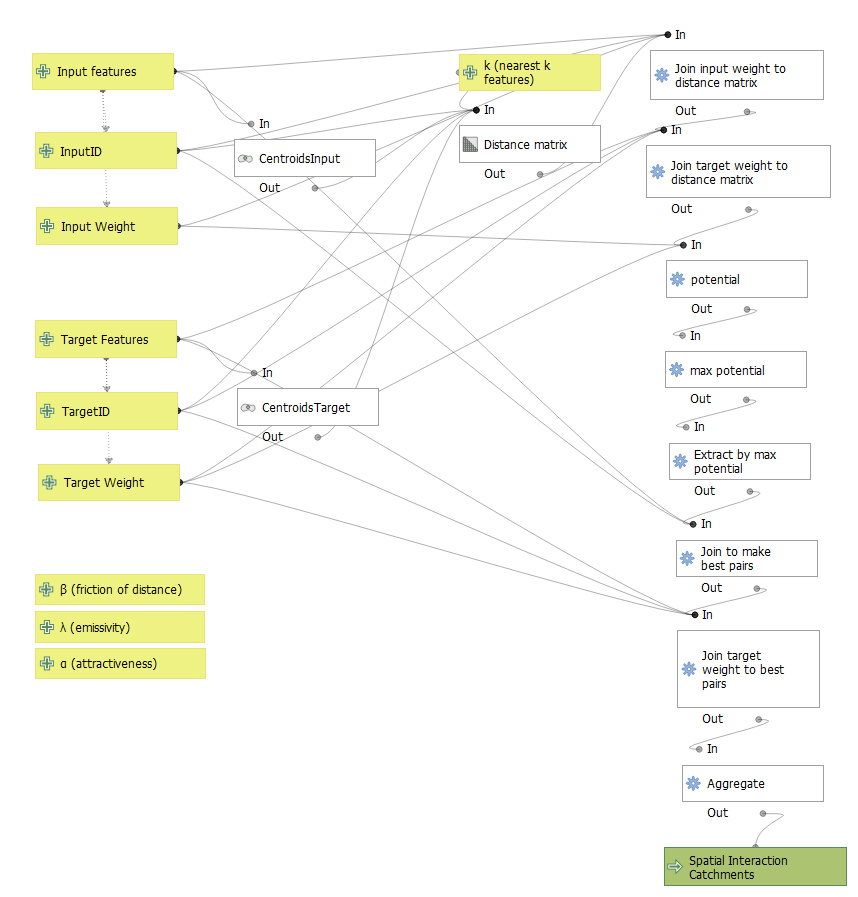 Input features
In
InputID
CentroidsInput
Out
Input Weight
Target Features
In
TargetID
CentroidsTarget
Out
Target Weight
β (friction of distance)
λ (emissivity)
α (attractiveness)
k (nearest k
features)
In
Distance matrix
Out
In
Join input weight to
distance matrix
Out
In
Join target weight to
distance matrix
Out
In
potential
Out
In
max potential
Out
In
Extract by max
potential
Out
In
Join to make
best pairs
Out
In
Join target
weight to best
pairs
Out
In
Aggregate
Out
Spatial Interaction
Catchments